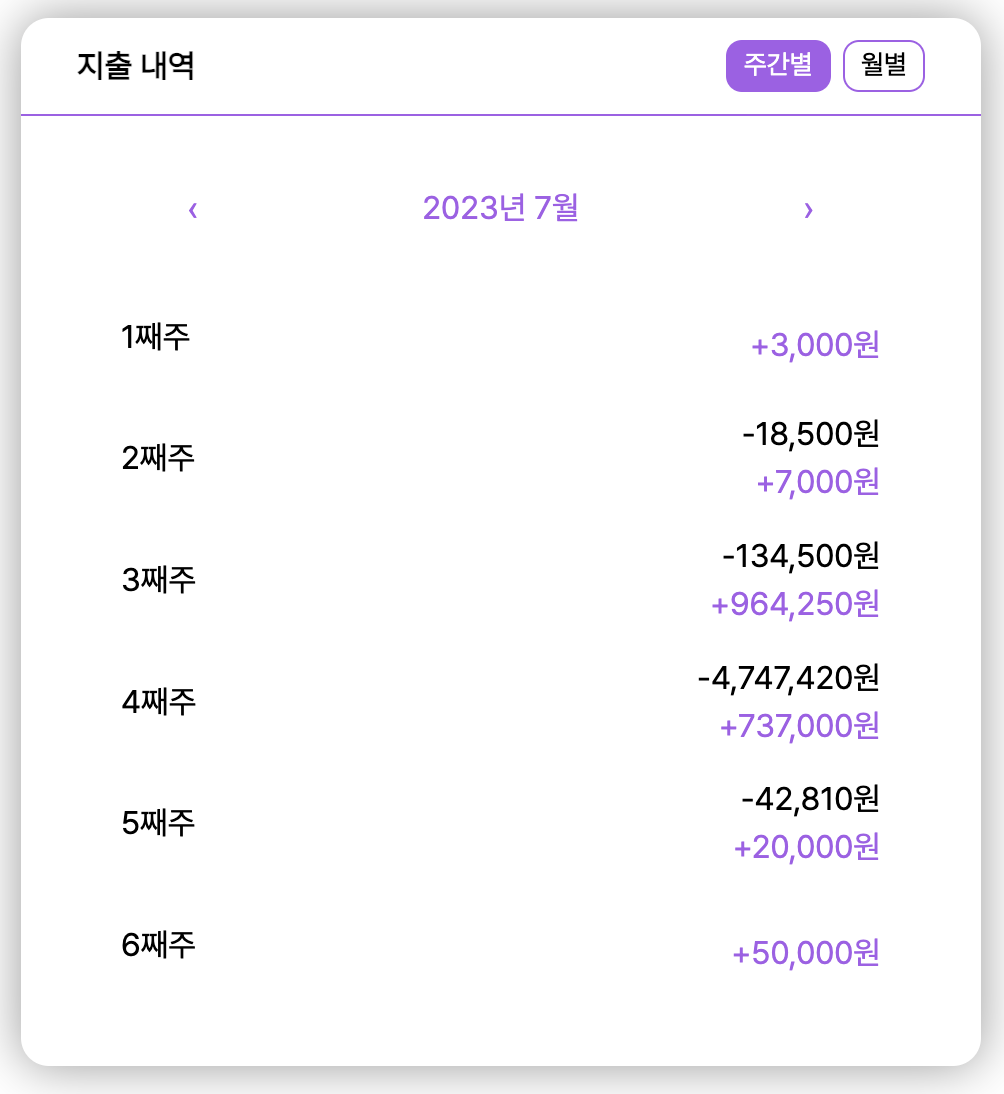 지출 내역
주간별
월별
‹ 2023년 7월 ›
1째주
+3,000원
2째주
-18,500원
+7,000원
3째주
-134,500원
+964,250원
4째주
-4,747,420원
+737,000원
5째주
-42,810원
+20,000원
6째주
+50,000원